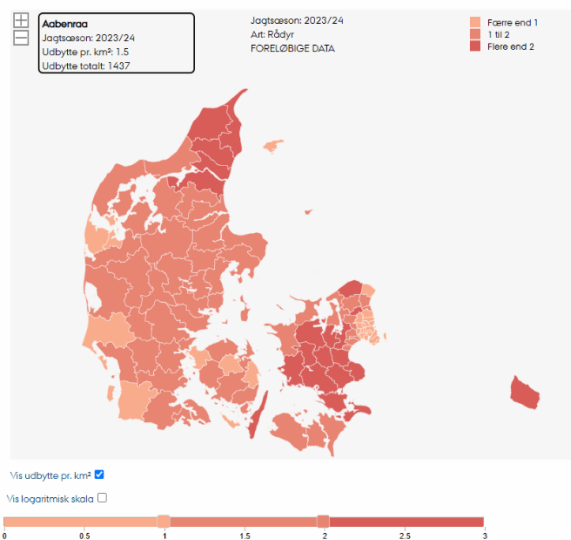 Aabenraa
Jagtsæson: 2023/24
Udbytte pr. km²: 1.5
Udbytte totalt: 1437
Jagtsæson: 2023/24
Art: Rådyr
FORELØBIGE DATA
Færre end 1
1 til 2
Flere end 2
Vis udbytte pr. km²
Vis logaritmisk skala
0 0.5 1 1.5 2 2.5 3